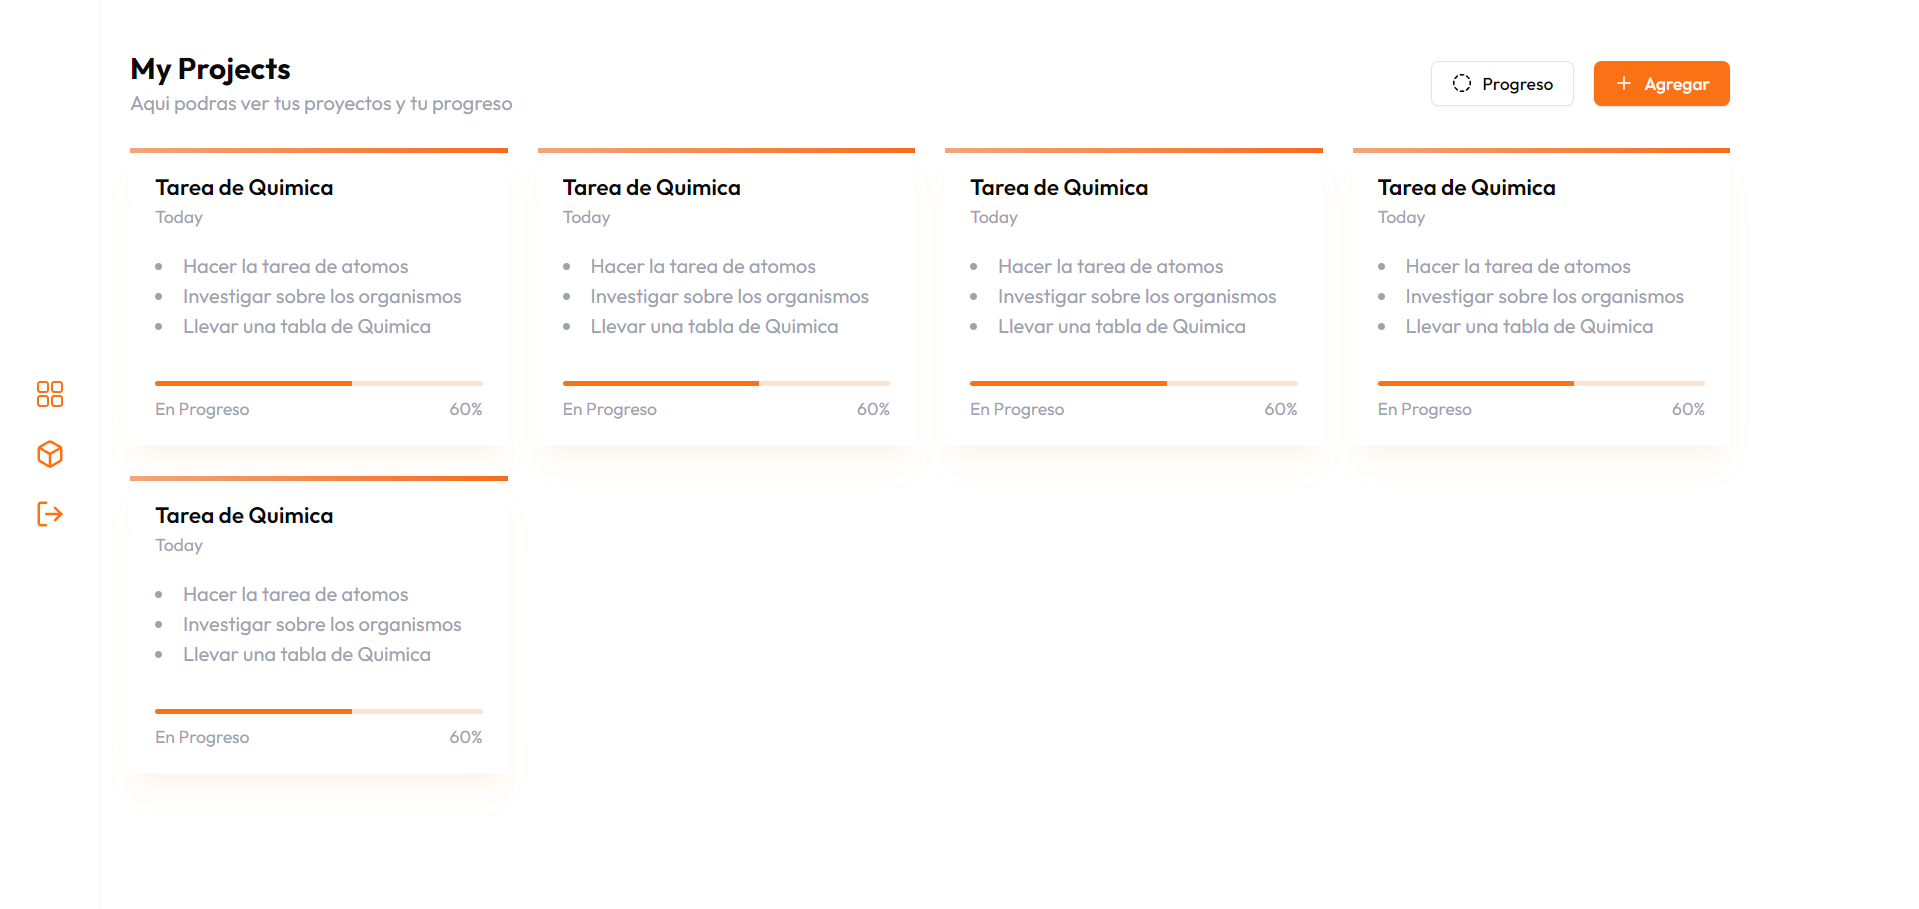 My Projects
Aqui podras ver tus proyectos y tu progreso
Progreso
Agregar
Tarea de Quimica
Today
Hacer la tarea de atomos
Investigar sobre los organismos
Llevar una tabla de Quimica
En Progreso 60%
Tarea de Quimica
Today
Hacer la tarea de atomos
Investigar sobre los organismos
Llevar una tabla de Quimica
En Progreso 60%
Tarea de Quimica
Today
Hacer la tarea de atomos
Investigar sobre los organismos
Llevar una tabla de Quimica
En Progreso 60%
Tarea de Quimica
Today
Hacer la tarea de atomos
Investigar sobre los organismos
Llevar una tabla de Quimica
En Progreso 60%
Tarea de Quimica
Today
Hacer la tarea de atomos
Investigar sobre los organismos
Llevar una tabla de Quimica
En Progreso 60%